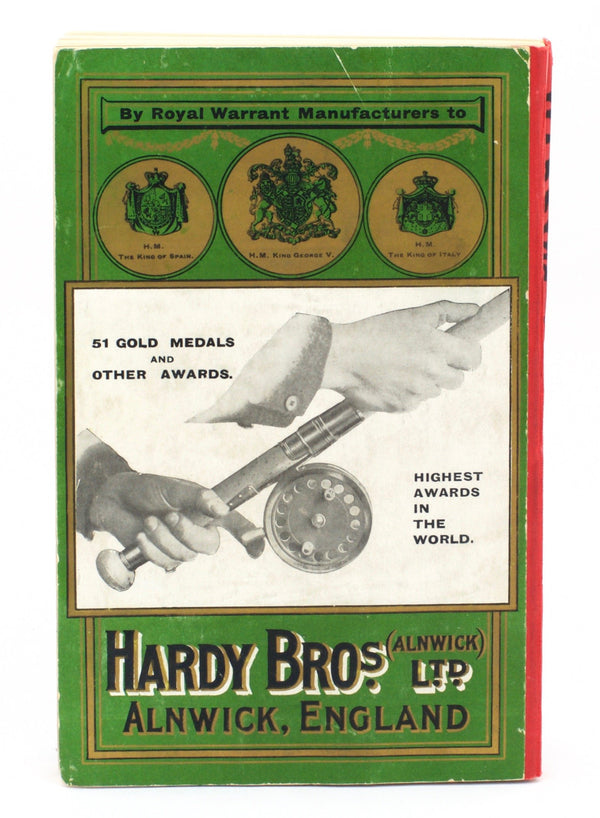 By Royal Warrant Manufacturers to
H.M.
THE KING OF SPAIN.
H.M. KING GEORGE V.
H.M.
THE KING OF ITALY
51 GOLD MEDALS
AND
OTHER AWARDS.
HIGHEST
AWARDS
IN
THE
WORLD.
HARDY BROS. (ALNWICK) LTD.
ALNWICK, ENGLAND